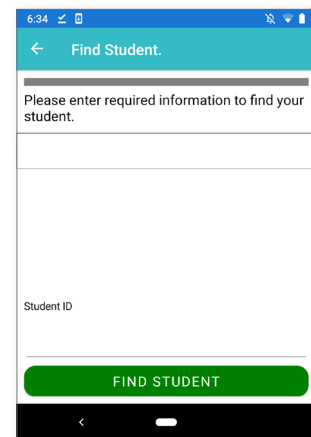 6:34
Find Student.
Please enter required information to find your
student.
Student ID
FIND STUDENT